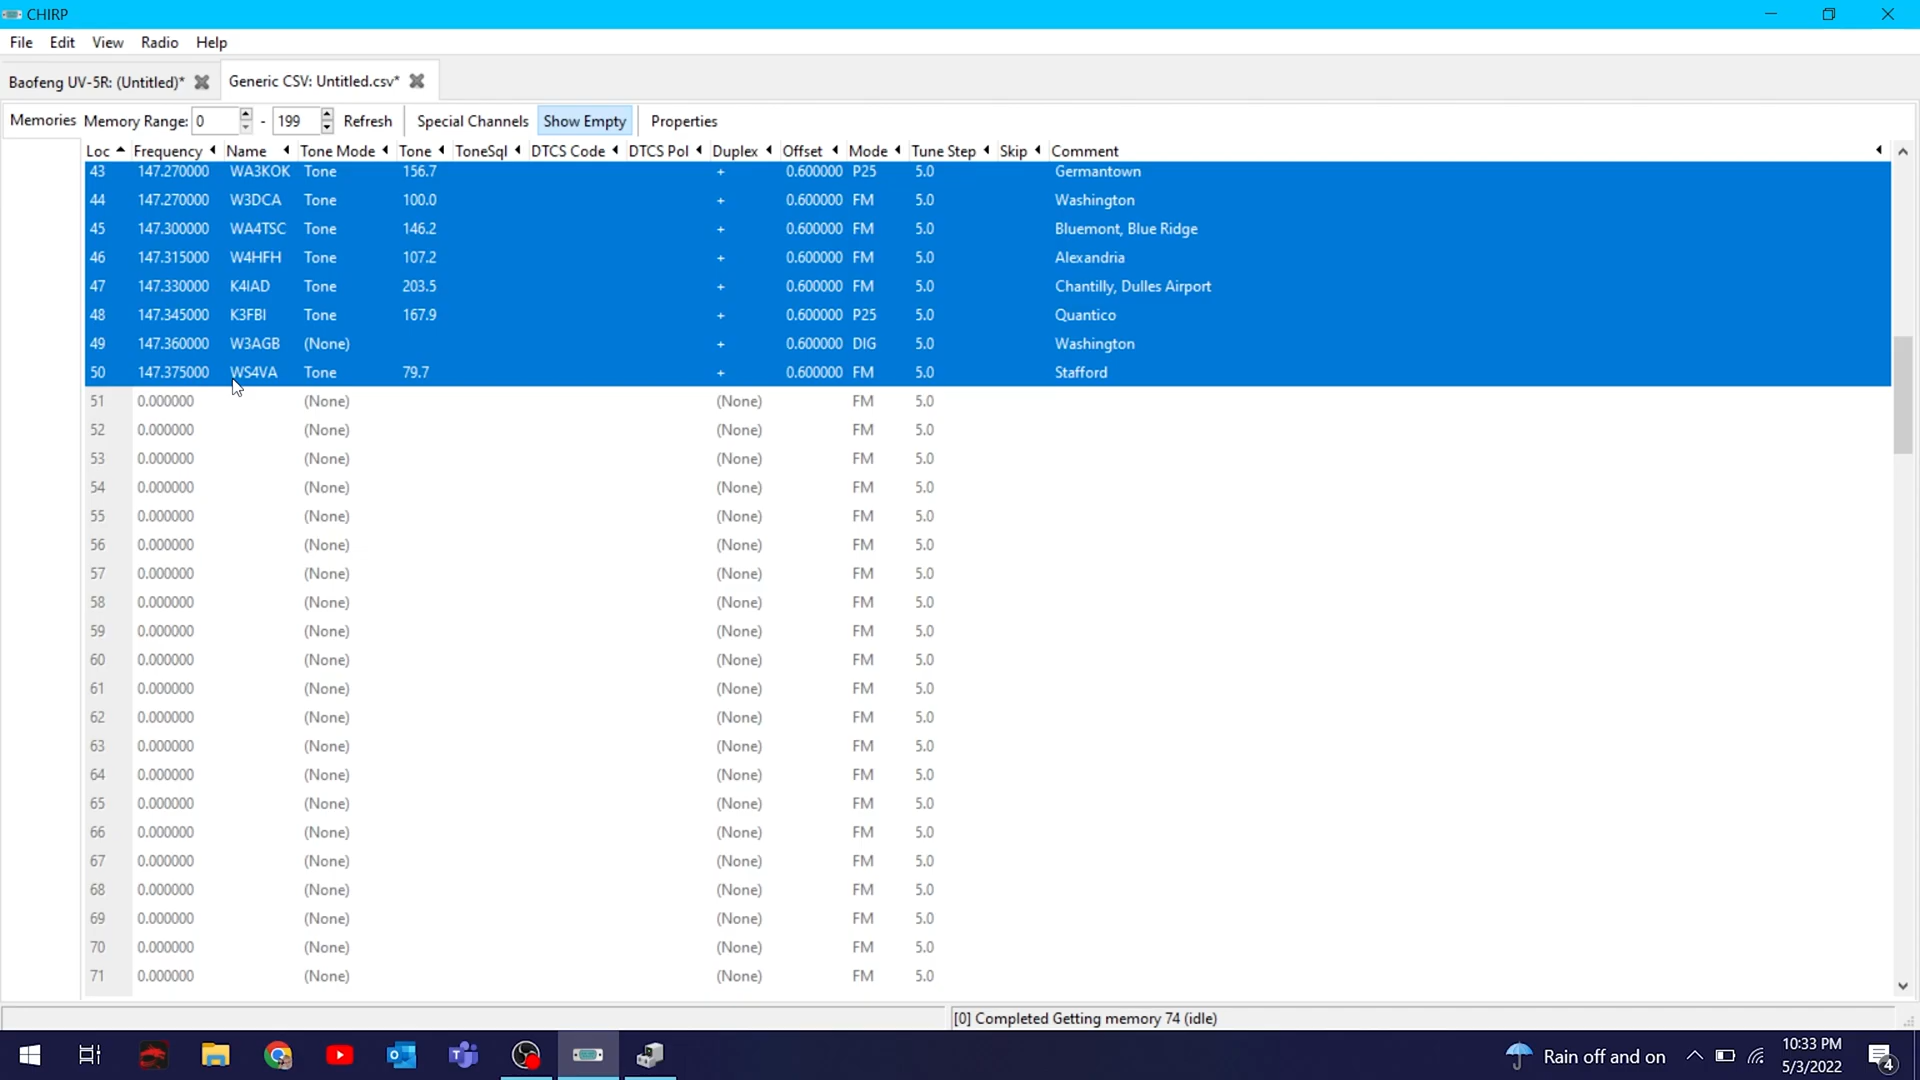 CHIRP
File Edit View Radio Help
Baofeng UV-5R: (Untitled)* Generic CSV: Untitled.csv*
Memories Memory Range: 0 - 199 Refresh Special Channels Show Empty Properties
Loc Frequency Name Tone Mode Tone ToneSql DTCS Code DTCS Pol Duplex Offset Mode Tune Step Skip Comment
43 147.270000 WA3KOK Tone 156.7 + 0.600000 P25 5.0 Germantown
44 147.270000 W3DCA Tone 100.0 + 0.600000 FM 5.0 Washington
45 147.300000 WA4TSC Tone 146.2 + 0.600000 FM 5.0 Bluemont, Blue Ridge
46 147.315000 W4HFH Tone 107.2 + 0.600000 FM 5.0 Alexandria
47 147.330000 K4IAD Tone 203.5 + 0.600000 FM 5.0 Chantilly, Dulles Airport
48 147.345000 K3FBI Tone 167.9 + 0.600000 P25 5.0 Quantico
49 147.360000 W3AGB (None) + 0.600000 DIG 5.0 Washington
50 147.375000 WS4VA Tone 79.7 + 0.600000 FM 5.0 Stafford
51 0.000000 (None) (None) FM 5.0
52 0.000000 (None) (None) FM 5.0
53 0.000000 (None) (None) FM 5.0
54 0.000000 (None) (None) FM 5.0
55 0.000000 (None) (None) FM 5.0
56 0.000000 (None) (None) FM 5.0
57 0.000000 (None) (None) FM 5.0
58 0.000000 (None) (None) FM 5.0
59 0.000000 (None) (None) FM 5.0
60 0.000000 (None) (None) FM 5.0
61 0.000000 (None) (None) FM 5.0
62 0.000000 (None) (None) FM 5.0
63 0.000000 (None) (None) FM 5.0
64 0.000000 (None) (None) FM 5.0
65 0.000000 (None) (None) FM 5.0
66 0.000000 (None) (None) FM 5.0
67 0.000000 (None) (None) FM 5.0
68 0.000000 (None) (None) FM 5.0
69 0.000000 (None) (None) FM 5.0
70 0.000000 (None) (None) FM 5.0
71 0.000000 (None) (None) FM 5.0
[0] Completed Getting memory 74 (idle)
Rain off and on 10:33 PM
5/3/2022 4